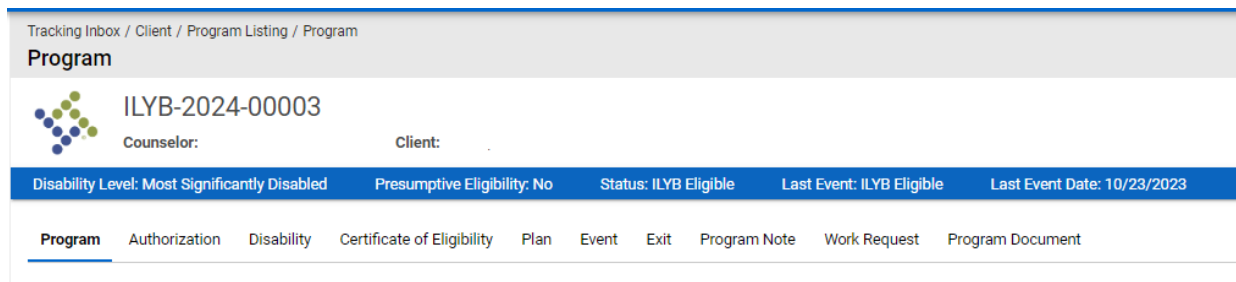 Tracking Inbox / Client / Program Listing / Program
Program
ILYB-2024-00003
Counselor: Client:
Disability Level: Most Significantly Disabled Presumptive Eligibility: No Status: ILYB Eligible Last Event: ILYB Eligible Last Event Date: 10/23/2023
Program Authorization Disability Certificate of Eligibility Plan Event Exit Program Note Work Request Program Document